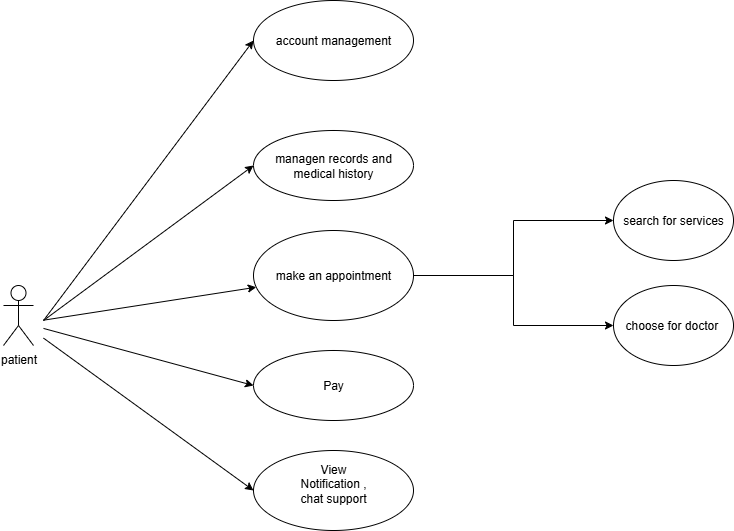 account management
managen records and
medical history
make an appointment
search for services
choose for doctor
patient
Pay
View
Notification ,
chat support